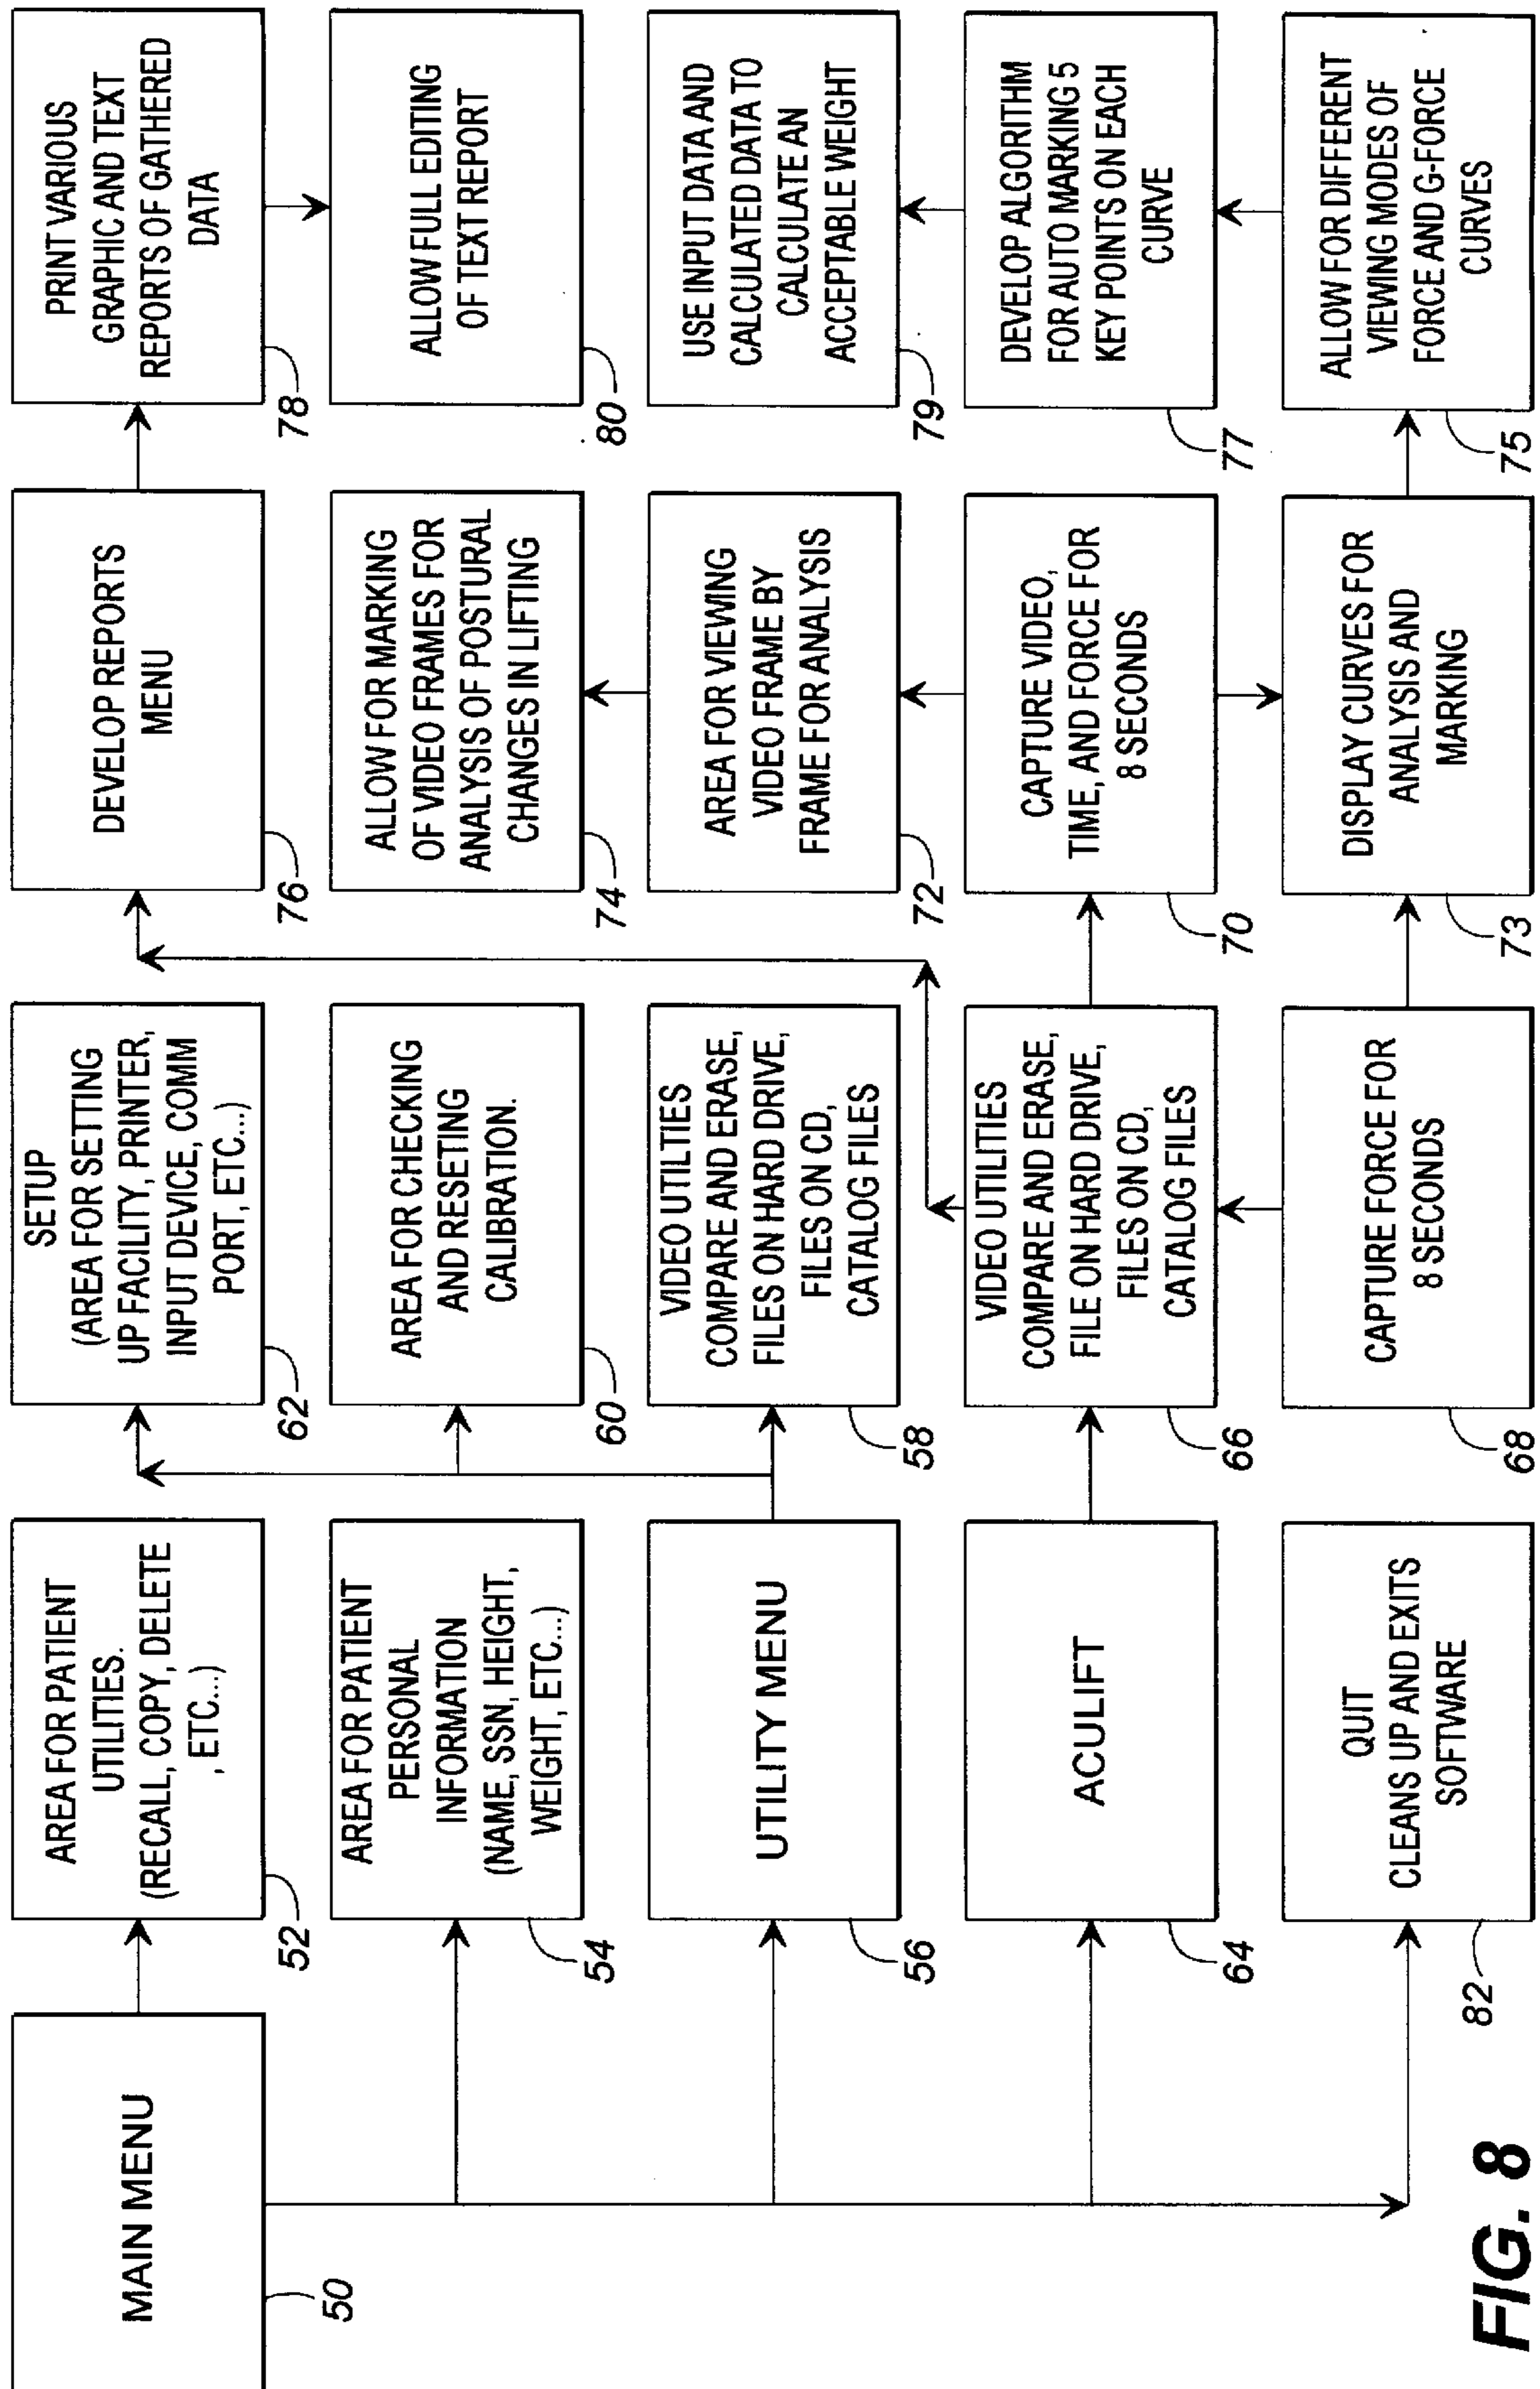 MAIN MENU
50
AREA FOR PATIENT
UTILITIES.
(RECALL, COPY, DELETE
, ETC...)
52
AREA FOR PATIENT
PERSONAL
INFORMATION
(NAME, SSN, HEIGHT,
WEIGHT, ETC...)
54
UTILITY MENU
56
ACULIFT
64
QUIT
CLEANS UP AND EXITS
SOFTWARE
82
SETUP
(AREA FOR SETTING
UP FACILITY, PRINTER,
INPUT DEVICE, COMM
PORT, ETC...)
62
AREA FOR CHECKING
AND RESETING
CALIBRATION.
60
VIDEO UTILITIES
COMPARE AND ERASE,
FILES ON HARD DRIVE,
FILES ON CD,
CATALOG FILES
58
VIDEO UTILITIES
COMPARE AND ERASE,
FILE ON HARD DRIVE,
FILES ON CD,
CATALOG FILES
66
CAPTURE FORCE FOR
8 SECONDS
68
DEVELOP REPORTS
MENU
76
ALLOW FOR MARKING
OF VIDEO FRAMES FOR
ANALYSIS OF POSTURAL
CHANGES IN LIFTING
74
AREA FOR VIEWING
VIDEO FRAME BY
FRAME FOR ANALYSIS
72
CAPTURE VIDEO,
TIME, AND FORCE FOR
8 SECONDS
70
DISPLAY CURVES FOR
ANALYSIS AND
MARKING
73
PRINT VARIOUS
GRAPHIC AND TEXT
REPORTS OF GATHERED
DATA
78
ALLOW FULL EDITING
OF TEXT REPORT
80
USE INPUT DATA AND
CALCULATED DATA TO
CALCULATE AN
ACCEPTABLE WEIGHT
79
DEVELOP ALGORITHM
FOR AUTO MARKING 5
KEY POINTS ON EACH
CURVE
77
ALLOW FOR DIFFERENT
VIEWING MODES OF
FORCE AND G-FORCE
CURVES
75
FIG. 8